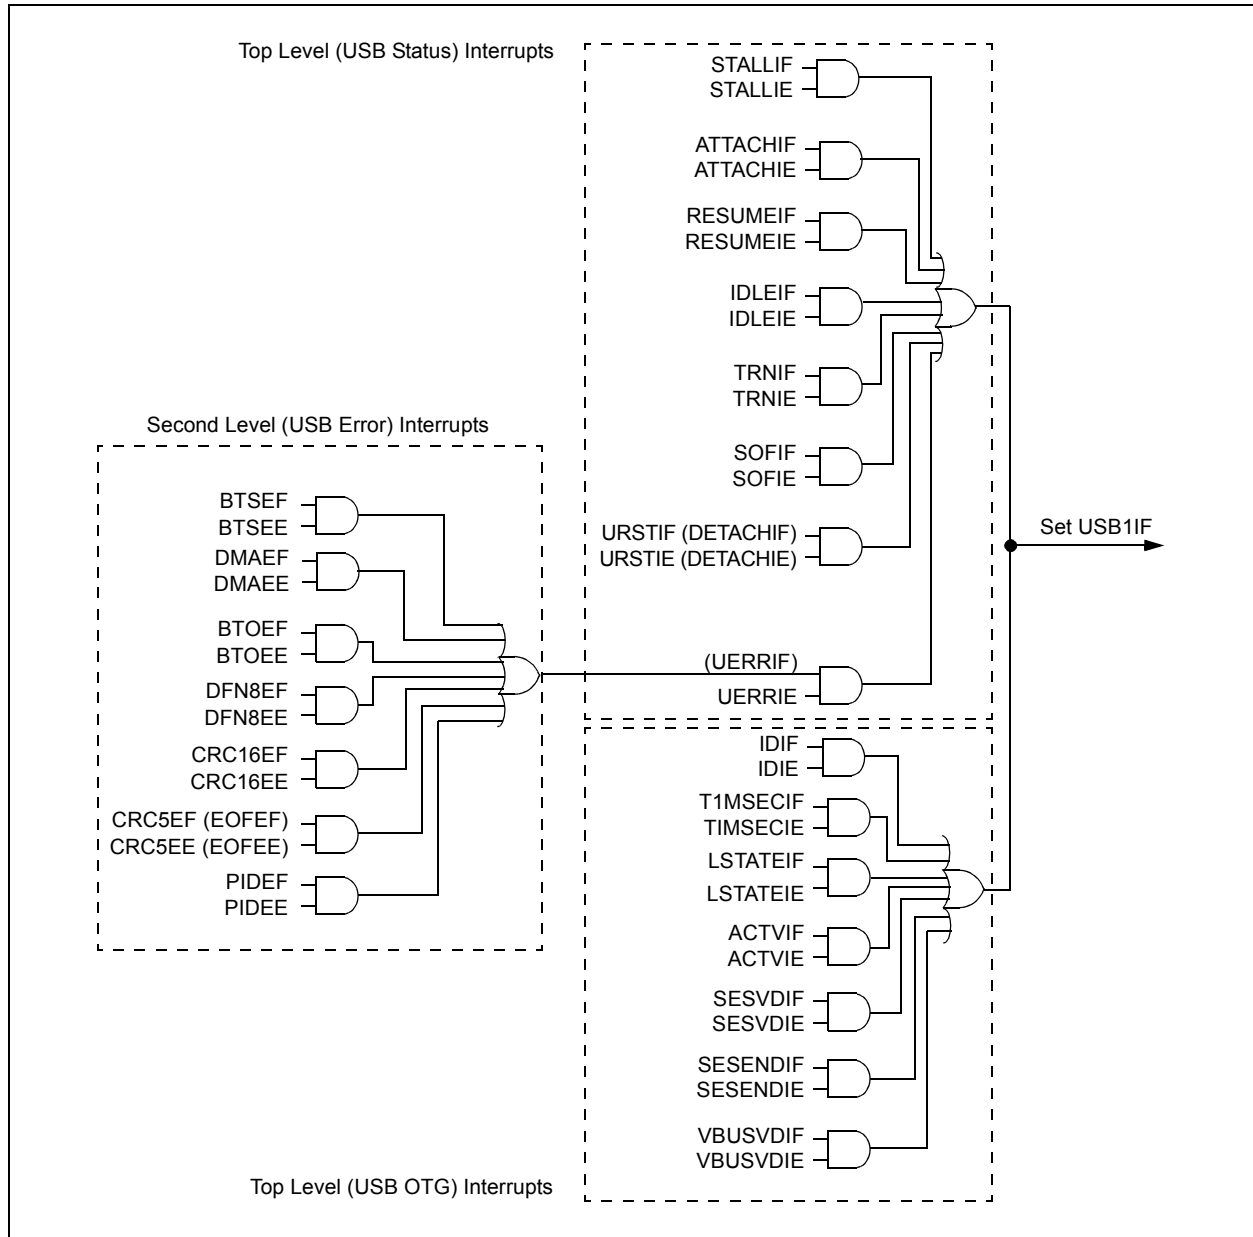 Top Level (USB Status) Interrupts
STALLIF
STALLIE
ATTACHIF
ATTACHIE
RESUMEIF
RESUMEIE
IDLEIF
IDLEIE
TRNIF
TRNIE
SOFIF
SOFIE
URSTIF (DETACHIF)
URSTIE (DETACHIE)
(UERRIF)
UERRIE
Second Level (USB Error) Interrupts
BTSEF
BTSEE
DMAEF
DMAEE
BTOEF
BTOEE
DFN8EF
DFN8EE
CRC16EF
CRC16EE
CRC5EF (EOFEF)
CRC5EE (EOFEE)
PIDEF
PIDEE
Set USB1IF
IDIF
IDIE
T1MSECIF
TIMSECIE
LSTATEIF
LSTATEIE
ACTVIF
ACTVIE
SESVDIF
SESVDIE
SESENDIF
SESENDIE
VBUSVDIF
VBUSVDIE
Top Level (USB OTG) Interrupts